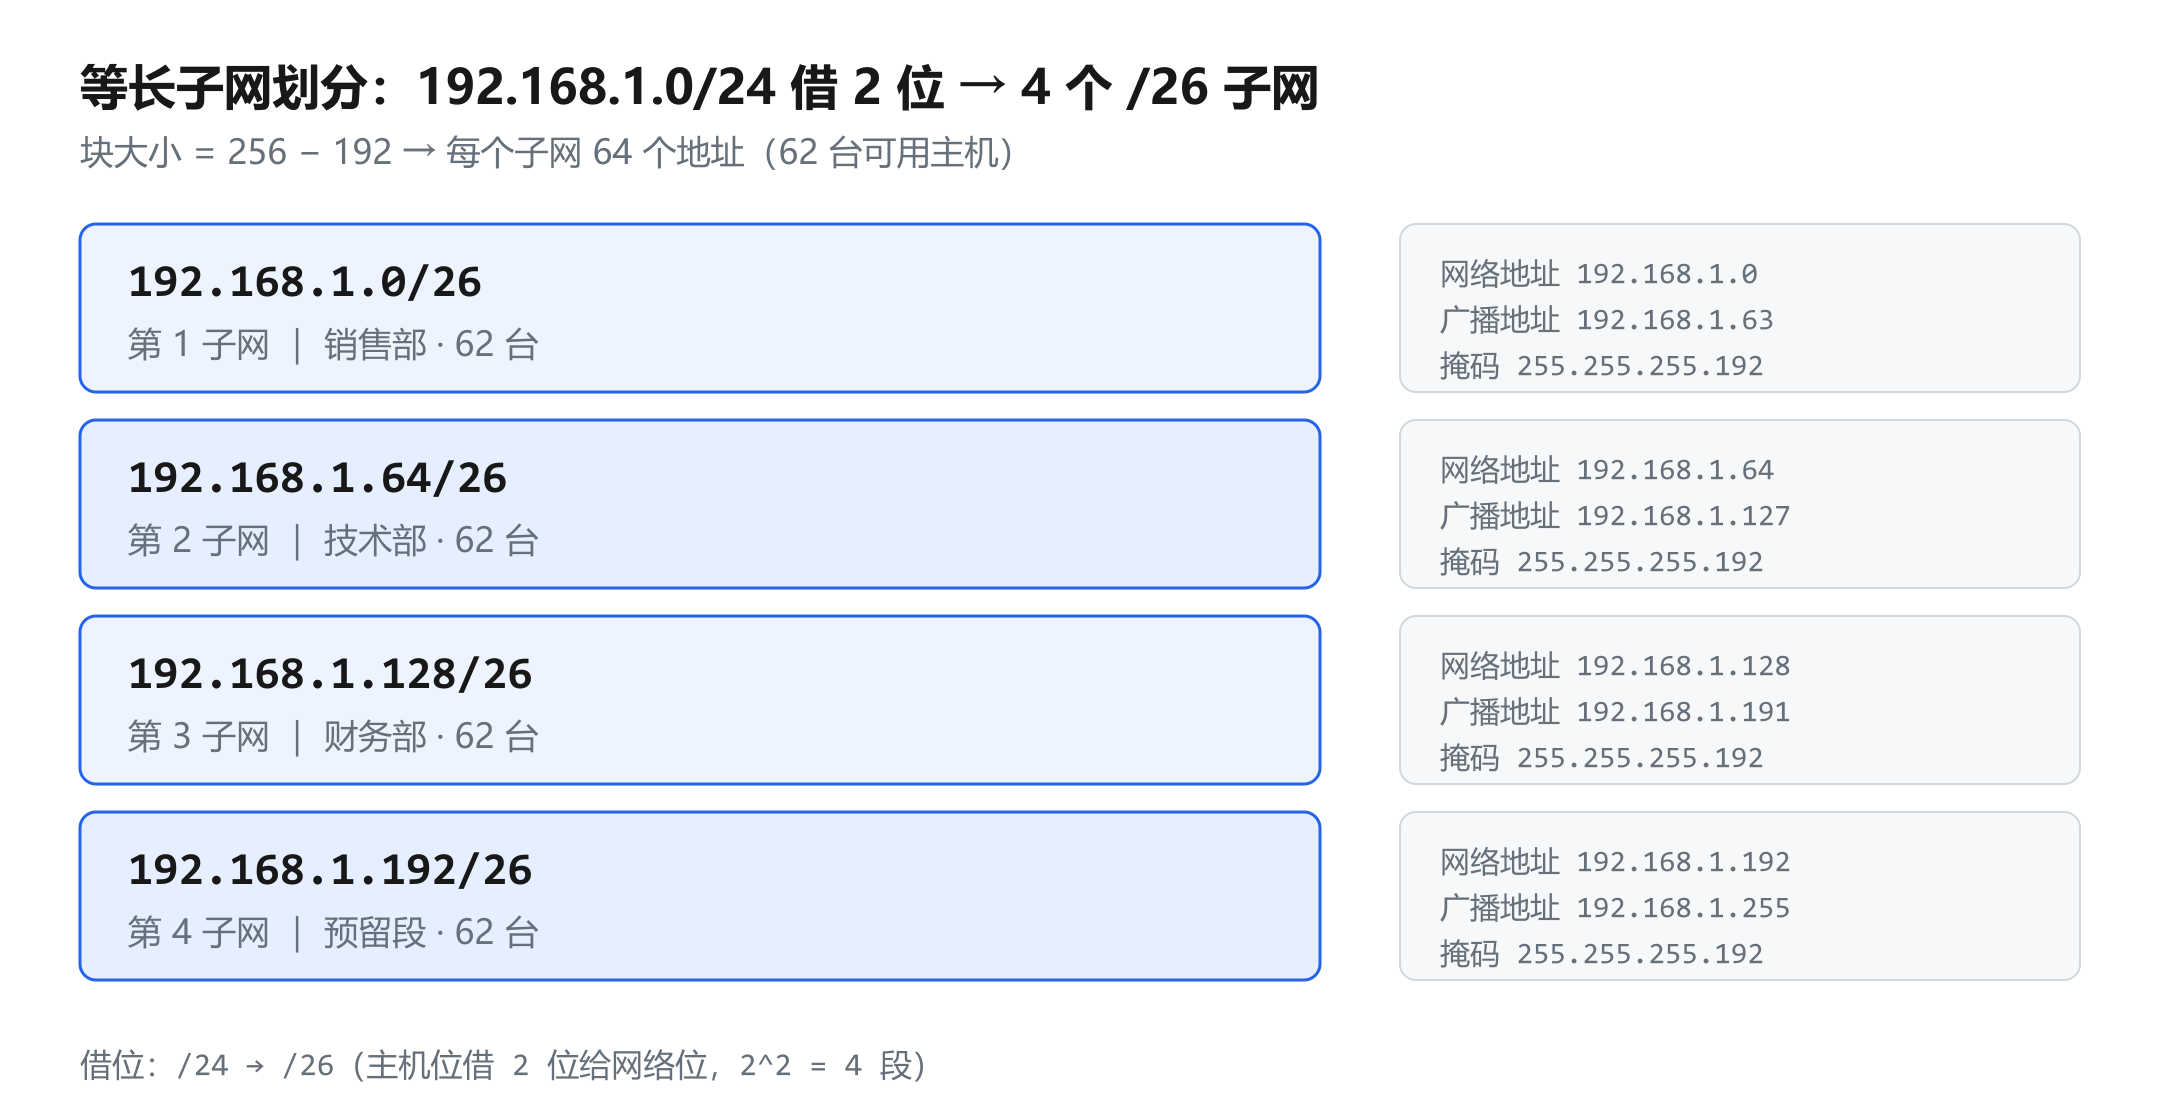 等长子网划分：192.168.1.0/24 借 2 位 → 4 个 /26 子网
块大小 = 256 − 192 → 每个子网 64 个地址（62 台可用主机）
192.168.1.0/26
第 1 子网 ｜ 销售部 · 62 台
网络地址 192.168.1.0
广播地址 192.168.1.63
掩码 255.255.255.192
192.168.1.64/26
第 2 子网 ｜ 技术部 · 62 台
网络地址 192.168.1.64
广播地址 192.168.1.127
掩码 255.255.255.192
192.168.1.128/26
第 3 子网 ｜ 财务部 · 62 台
网络地址 192.168.1.128
广播地址 192.168.1.191
掩码 255.255.255.192
192.168.1.192/26
第 4 子网 ｜ 预留段 · 62 台
网络地址 192.168.1.192
广播地址 192.168.1.255
掩码 255.255.255.192
借位：/24 → /26（主机位借 2 位给网络位，2^2 = 4 段）